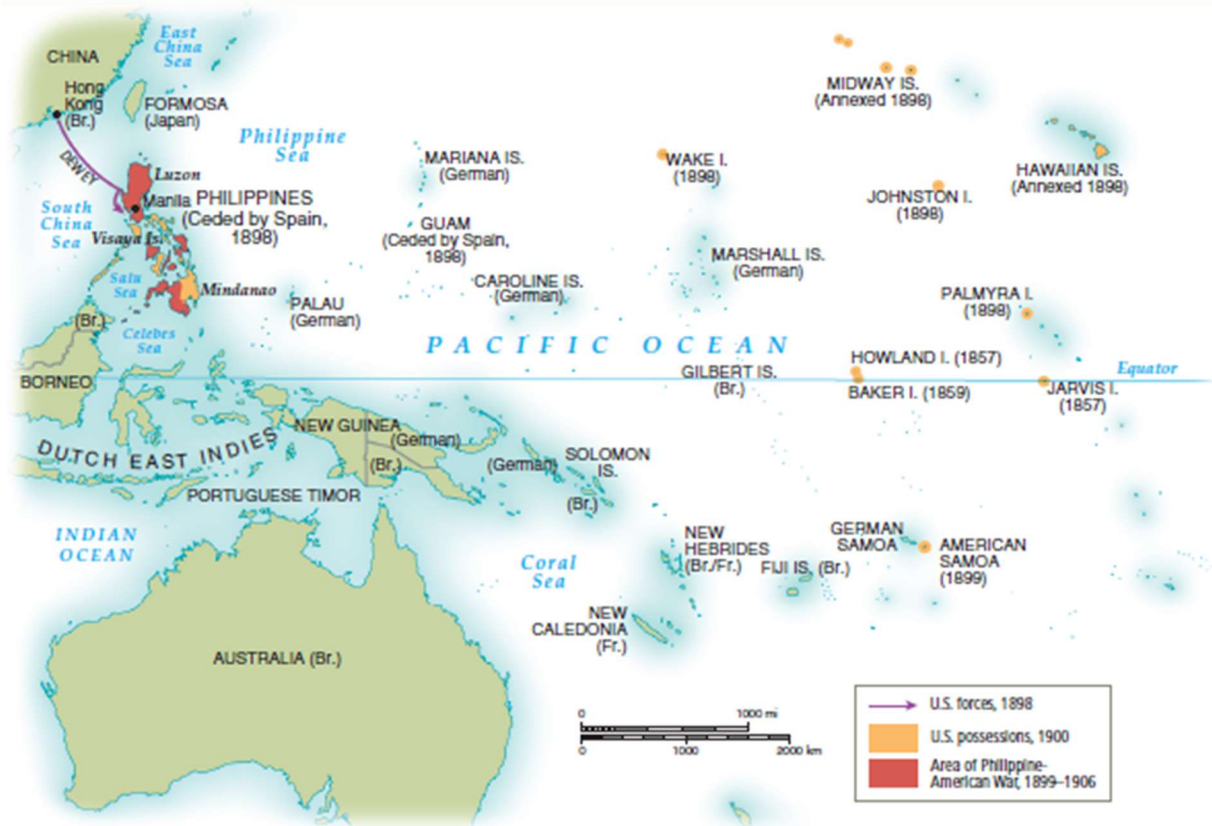 East
China
Sea
CHINA
Hong
Kong
(Br.)
FORMOSA
(Japan)
Philippine
Sea
DEWEY
Luzon
Manila
PHILIPPINES
(Ceded by Spain,
1898)
South
China
Sea
Visaya Is.
Sulu
Sea
Mindanao
Celebes
Sea
(Br.)
BORNEO
MARIANA IS.
(German)
GUAM
(Ceded by Spain,
1898)
CAROLINE IS.
(German)
PALAU
(German)
WAKE I.
(1898)
MARSHALL IS.
(German)
MIDWAY IS.
(Annexed 1898)
HAWAIIAN IS.
(Annexed 1898)
JOHNSTON I.
(1898)
PALMYRA I.
(1898)
PACIFIC OCEAN
HOWLAND I. (1857)
Equator
GILBERT IS.
(Br.)
BAKER I. (1859)
JARVIS I.
(1857)
DUTCH EAST INDIES
NEW GUINEA
(German)
(Br.)
(German)
SOLOMON
IS.
(Br.)
PORTUGUESE TIMOR
INDIAN
OCEAN
Coral
Sea
NEW
HEBRIDES
(Br./Fr.)
FIJI IS. (Br.)
GERMAN
SAMOA
AMERICAN
SAMOA
(1899)
NEW
CALEDONIA
(Fr.)
AUSTRALIA (Br.)
0 1000 mi
0 1000 2000 km
U.S. forces, 1898
U.S. possessions, 1900
Area of Philippine-
American War, 1899–1906